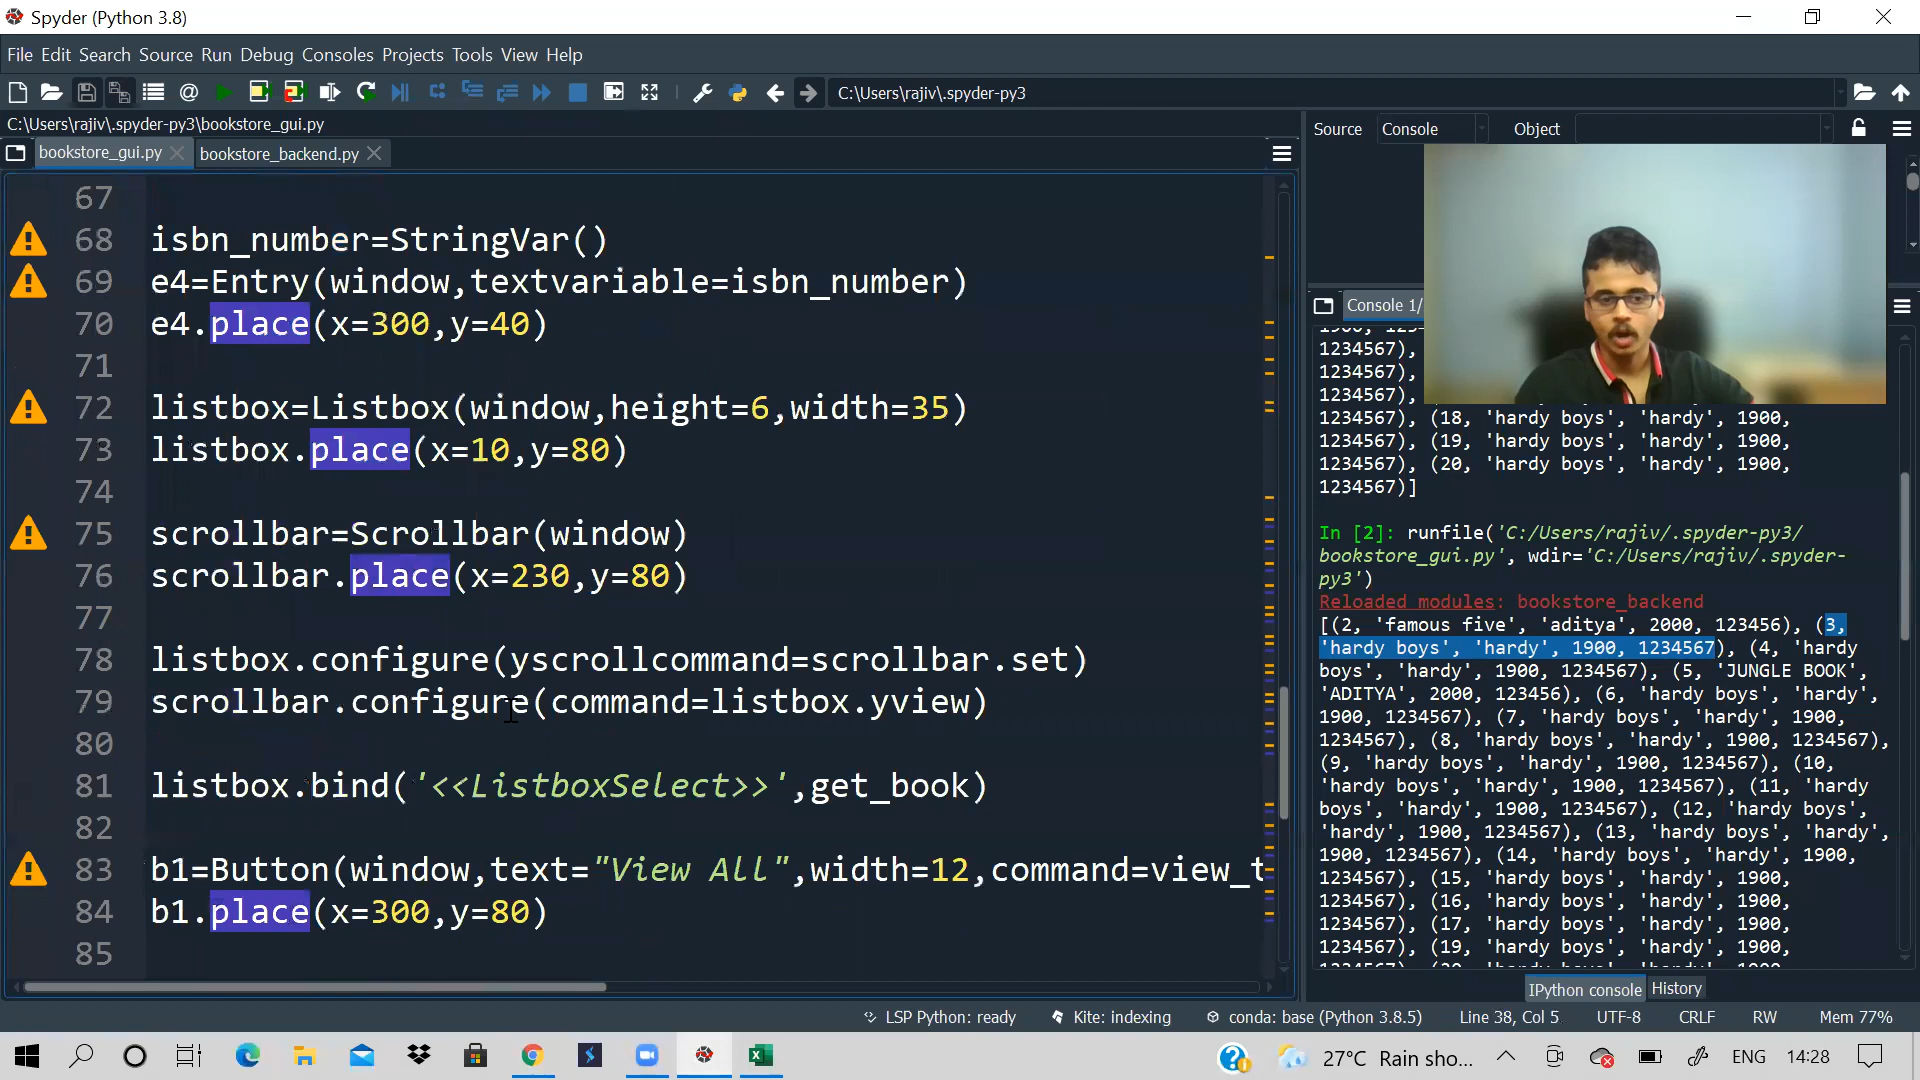 Spyder (Python 3.8)
File Edit Search Source Run Debug Consoles Projects Tools View Help
C:\Users\rajiv\.spyder-py3
C:\Users\rajiv\.spyder-py3\bookstore_gui.py
bookstore_gui.py bookstore_backend.py
67
68 isbn_number=StringVar()
69 e4=Entry(window,textvariable=isbn_number)
70 e4.place(x=300,y=40)
71
72 listbox=Listbox(window,height=6,width=35)
73 listbox.place(x=10,y=80)
74
75 scrollbar=Scrollbar(window)
76 scrollbar.place(x=230,y=80)
77
78 listbox.configure(yscrollcommand=scrollbar.set)
79 scrollbar.configure(command=listbox.yview)
80
81 listbox.bind('<<ListboxSelect>>',get_book)
82
83 b1=Button(window,text="View All",width=12,command=view_t
84 b1.place(x=300,y=80)
85
Source Console Object
Console 1/
1234567),
1234567),
1234567),
1234567), (18, 'hardy boys', 'hardy', 1900,
1234567), (19, 'hardy boys', 'hardy', 1900,
1234567), (20, 'hardy boys', 'hardy', 1900,
1234567)]
In [2]: runfile('C:/Users/rajiv/.spyder-py3/
bookstore_gui.py', wdir='C:/Users/rajiv/.spyder-
py3')
Reloaded modules: bookstore_backend
[(2, 'famous five', 'aditya', 2000, 123456), (3,
'hardy boys', 'hardy', 1900, 1234567), (4, 'hardy
boys', 'hardy', 1900, 1234567), (5, 'JUNGLE BOOK',
'ADITYA', 2000, 123456), (6, 'hardy boys', 'hardy',
1900, 1234567), (7, 'hardy boys', 'hardy', 1900,
1234567), (8, 'hardy boys', 'hardy', 1900, 1234567),
(9, 'hardy boys', 'hardy', 1900, 1234567), (10,
'hardy boys', 'hardy', 1900, 1234567), (11, 'hardy
boys', 'hardy', 1900, 1234567), (12, 'hardy boys',
'hardy', 1900, 1234567), (13, 'hardy boys', 'hardy',
1900, 1234567), (14, 'hardy boys', 'hardy', 1900,
1234567), (15, 'hardy boys', 'hardy', 1900,
1234567), (16, 'hardy boys', 'hardy', 1900,
1234567), (17, 'hardy boys', 'hardy', 1900,
1234567), (19, 'hardy boys', 'hardy', 1900,
IPython console History
LSP Python: ready Kite: indexing conda: base (Python 3.8.5) Line 38, Col 5 UTF-8 CRLF RW Mem 77%
27°C Rain sho... ENG 14:28